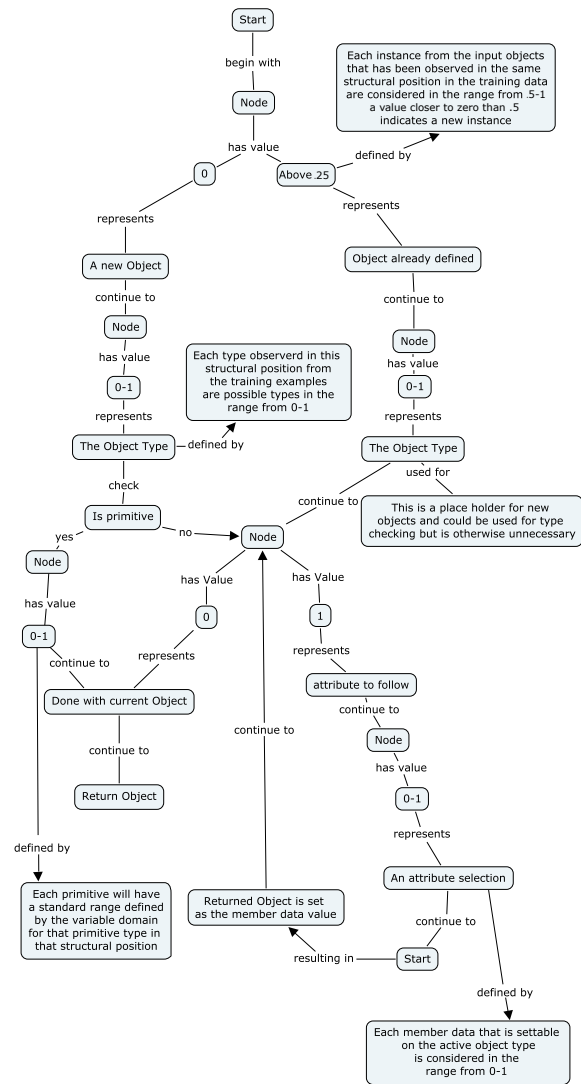 Start
begin with
Each instance from the input objects
that has been observed in the same
structural position in the training data
are considered in the range from .5-1
a value closer to zero than .5
indicates a new instance
Node
has value
defined by
0
Above .25
represents
represents
A new Object
Object already defined
continue to
continue to
Node
Node
has value
has value
Each type observerd in this
structural position from
the training examples
are possible types in the
range from 0-1
0-1
0-1
represents
represents
The Object Type
defined by
The Object Type
check
used for
continue to
This is a place holder for new
objects and could be used for type
checking but is otherwise unnecessary
Is primitive
yes
no
Node
Node
has value
has Value
has Value
0
1
0-1
continue to
represents
represents
Done with current Object
attribute to follow
continue to
continue to
continue to
Node
has value
Return Object
0-1
represents
defined by
An attribute selection
Each primitive will have
a standard range defined
by the variable domain
for that primitive type in
that structural position
Returned Object is set
as the member data value
continue to
resulting in
Start
defined by
Each member data that is settable
on the active object type
is considered in the
range from 0-1